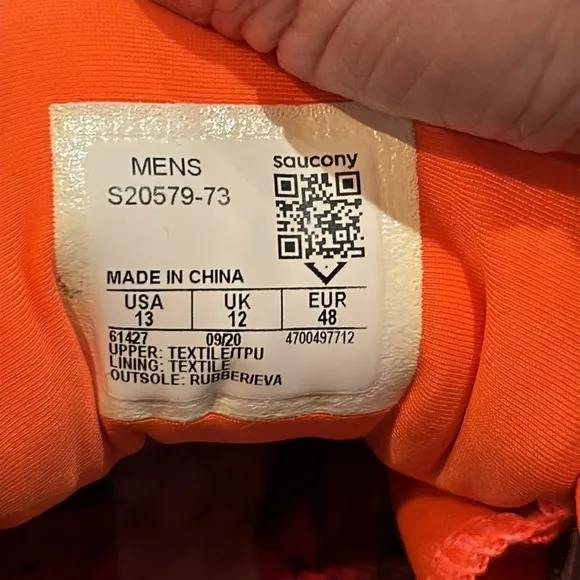 MENS
saucony
S20579-73
MADE IN CHINA
USA UK EUR
13 12 48
61427 09/20 4700497712
UPPER: TEXTILE/TPU
LINING: TEXTILE
OUTSOLE: RUBBER/EVA